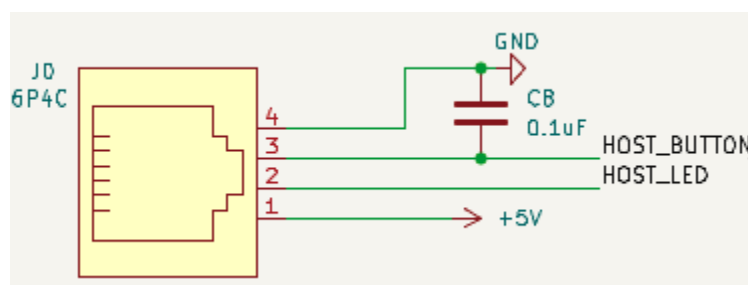 GND
JD
6P4C
CB
0.1uF
4
3
HOST_BUTTON
2
HOST_LED
1
+5V